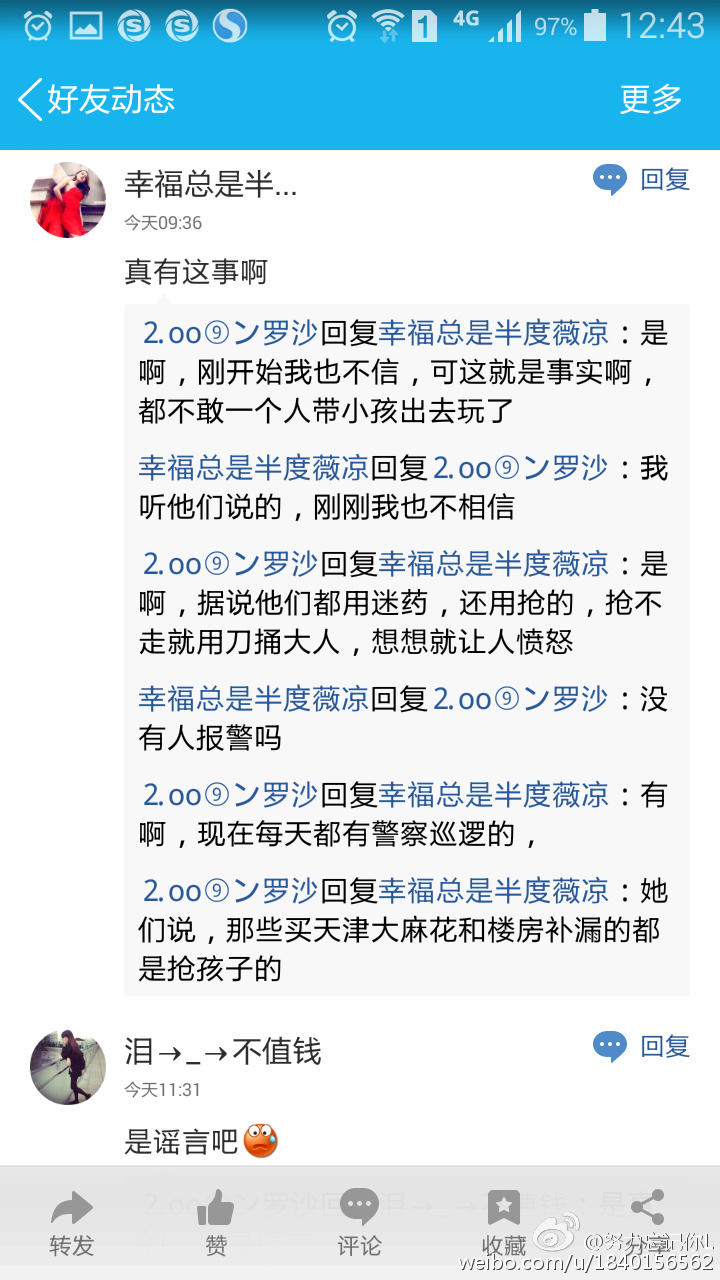 1 4G 97% 12:43
好友动态 更多
幸福总是半... 回复
今天09:36
真有这事啊
2.oo⑨ン罗沙回复幸福总是半度薇凉：是
啊，刚开始我也不信，可这就是事实啊，
都不敢一个人带小孩出去玩了
幸福总是半度薇凉回复2.oo⑨ン罗沙：我
听他们说的，刚刚我也不相信
2.oo⑨ン罗沙回复幸福总是半度薇凉：是
啊，据说他们都用迷药，还用抢的，抢不
走就用刀捅大人，想想就让人愤怒
幸福总是半度薇凉回复2.oo⑨ン罗沙：没
有人报警吗
2.oo⑨ン罗沙回复幸福总是半度薇凉：有
啊，现在每天都有警察巡逻的，
2.oo⑨ン罗沙回复幸福总是半度薇凉：她
们说，那些买天津大麻花和楼房补漏的都
是抢孩子的
泪→_→不值钱 回复
今天11:31
是谣言吧
2.oo⑨ン罗沙回复泪→_→不值钱：是事
转发 赞 评论 收藏 分享
weibo.com/u/1840156562